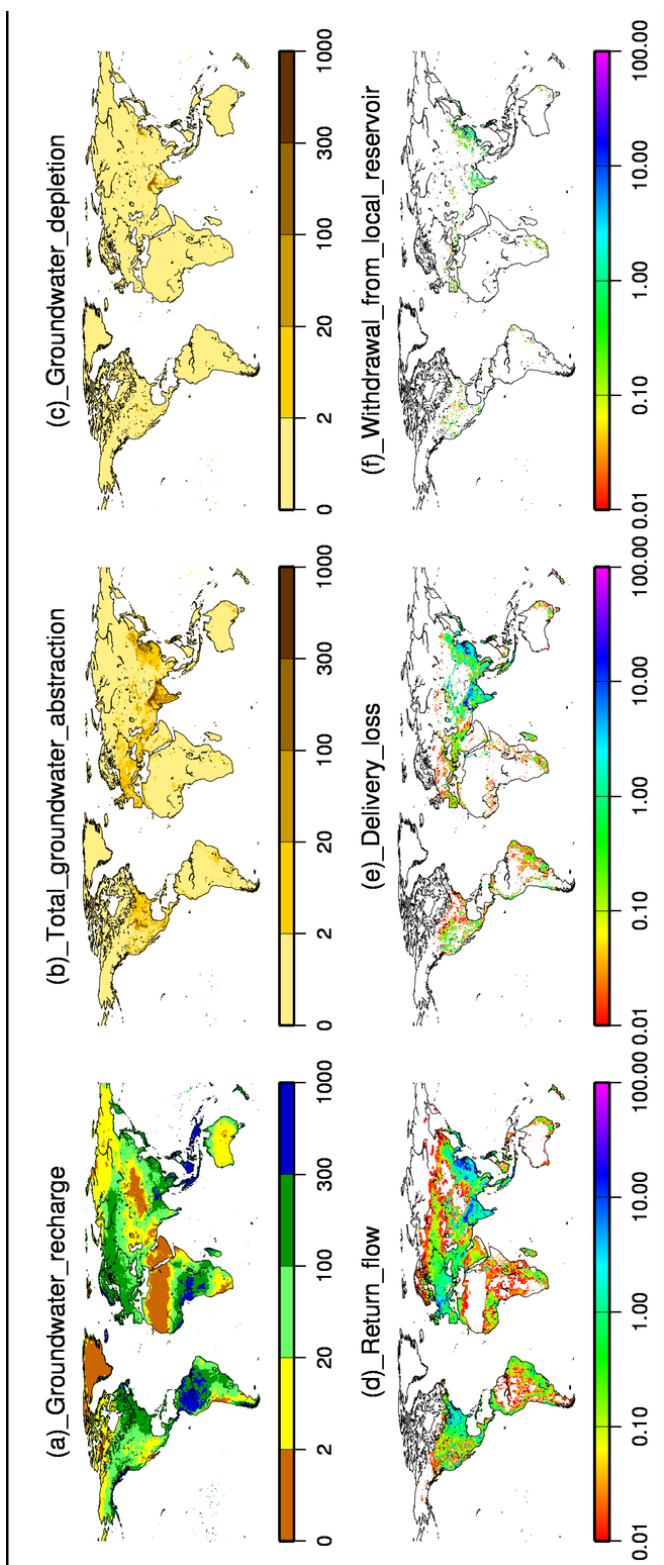 (a)_Groundwater_recharge
0 2 20 100 300 1000
(b)_Total_groundwater_abstraction
0 2 20 100 300 1000
(c)_Groundwater_depletion
0 2 20 100 300 1000
(d)_Return_flow
0.01 0.10 1.00 10.00 100.00
(e)_Delivery_loss
0.01 0.10 1.00 10.00 100.00
(f)_Withdrawal_from_local_reservoir
0.01 0.10 1.00 10.00 100.00